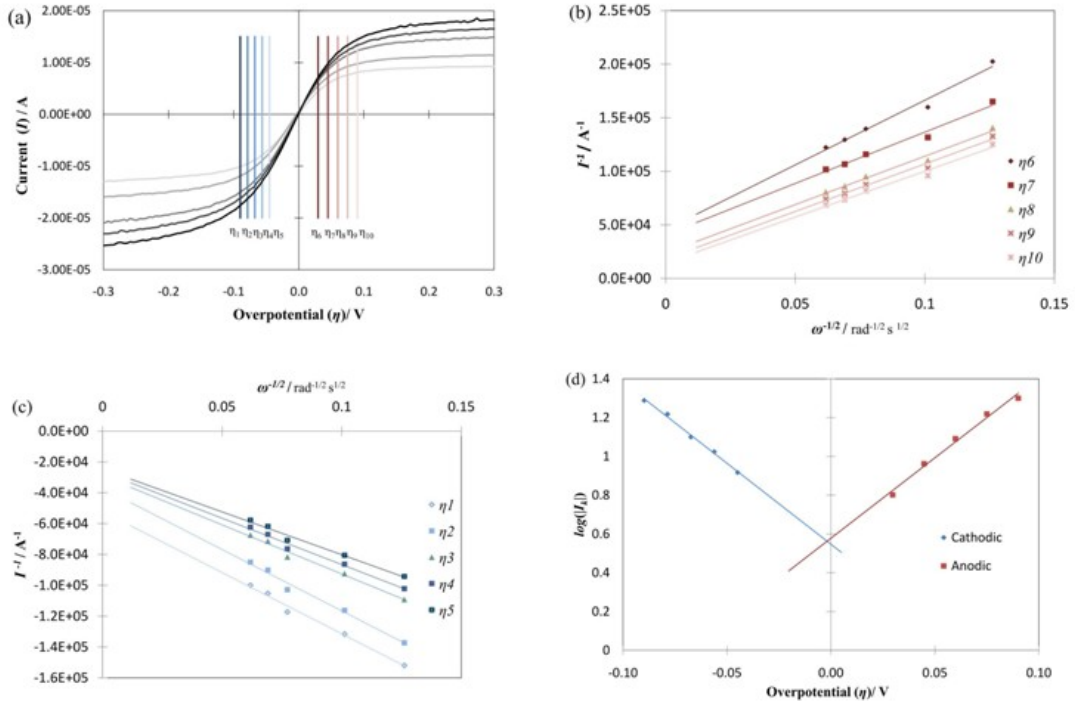 (a)
2.00E-05
1.00E-05
0.00E+00
-1.00E-05
-2.00E-05
-3.00E-05
Current (I) / A
η1 η2 η3 η4 η5
η6 η7 η8 η9 η10
-0.3 -0.2 -0.1 0.0 0.1 0.2 0.3
Overpotential (η)/ V
(b)
2.5E+05
2.0E+05
1.5E+05
1.0E+05
5.0E+04
0.0E+00
I-1/ A-1
η6
η7
η8
η9
η10
0 0.05 0.1 0.15
ω-1/2 / rad-1/2 s 1/2
(c)
ω-1/2 / rad-1/2 s1/2
0 0.05 0.1 0.15
0.0E+00
-2.0E+04
-4.0E+04
-6.0E+04
-8.0E+04
-1.0E+05
-1.2E+05
-1.4E+05
-1.6E+05
I -1/ A-1
η1
η2
η3
η4
η5
(d)
1.4
1.2
1
0.8
0.6
0.4
0.2
0
log(|Jk|)
Cathodic
Anodic
-0.10 -0.05 0.00 0.05 0.10
Overpotential (η)/ V